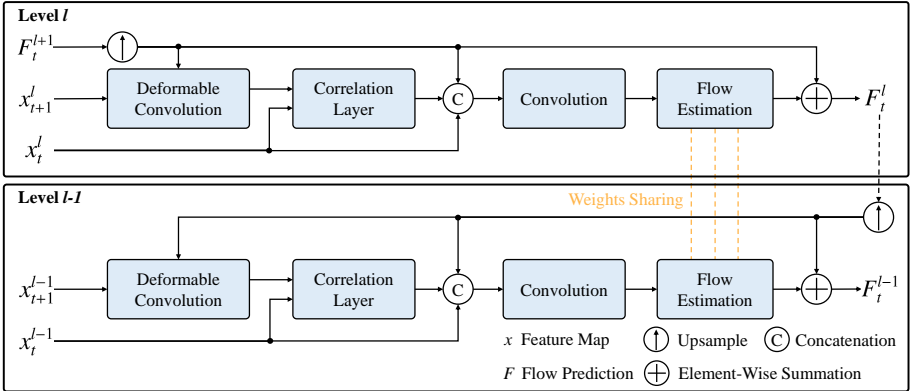 Level l
F_t^{l+1}
x_{t+1}^l
Deformable
Convolution
Correlation
Layer
C
Convolution
Flow
Estimation
F_t^l
x_t^l
Level l-1
Weights Sharing
x_{t+1}^{l-1}
Deformable
Convolution
Correlation
Layer
C
Convolution
Flow
Estimation
F_t^{l-1}
x_t^{l-1}
x Feature Map
Upsample
C Concatenation
F Flow Prediction
Element-Wise Summation